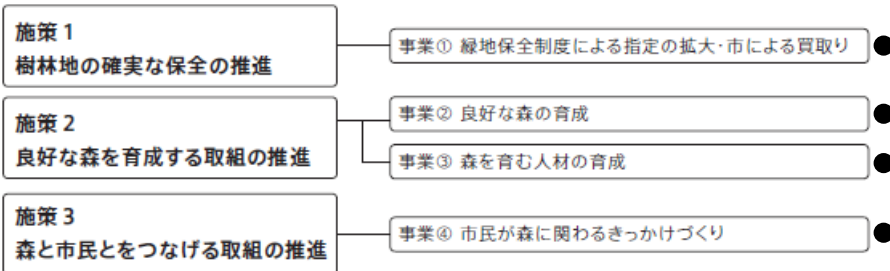 施策 1
樹林地の確実な保全の推進
事業① 緑地保全制度による指定の拡大・市による買取り
施策 2
良好な森を育成する取組の推進
事業② 良好な森の育成
事業③ 森を育む人材の育成
施策 3
森と市民とをつなげる取組の推進
事業④ 市民が森に関わるきっかけづくり